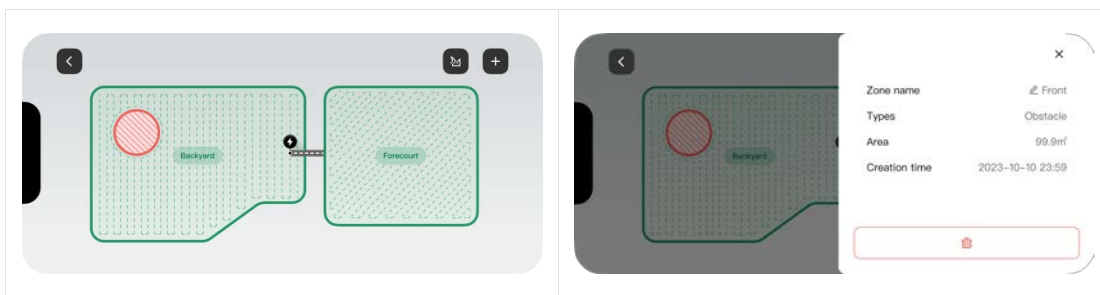 Backyard
Forecourt
Backyard
Zone name Front
Types Obstacle
Area 99.9㎡
Creation time 2023-10-10 23:59